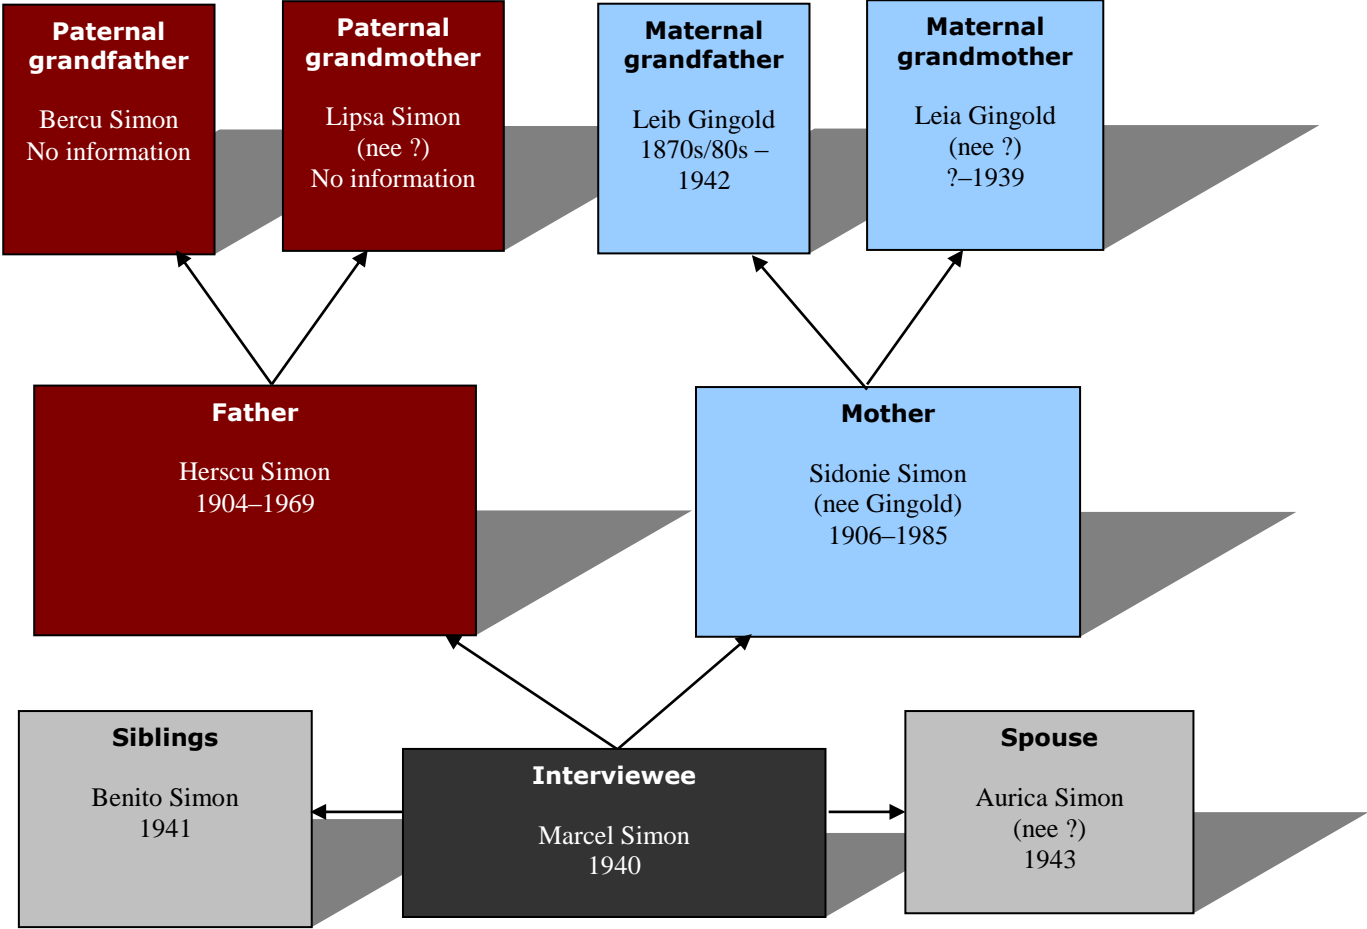 Paternal
grandfather
Bercu Simon
No information
Paternal
grandmother
Lipsa Simon
(nee ?)
No information
Maternal
grandfather
Leib Gingold
1870s/80s –
1942
Maternal
grandmother
Leia Gingold
(nee ?)
?–1939
Father
Herscu Simon
1904–1969
Mother
Sidonie Simon
(nee Gingold)
1906–1985
Siblings
Benito Simon
1941
Interviewee
Marcel Simon
1940
Spouse
Aurica Simon
(nee ?)
1943